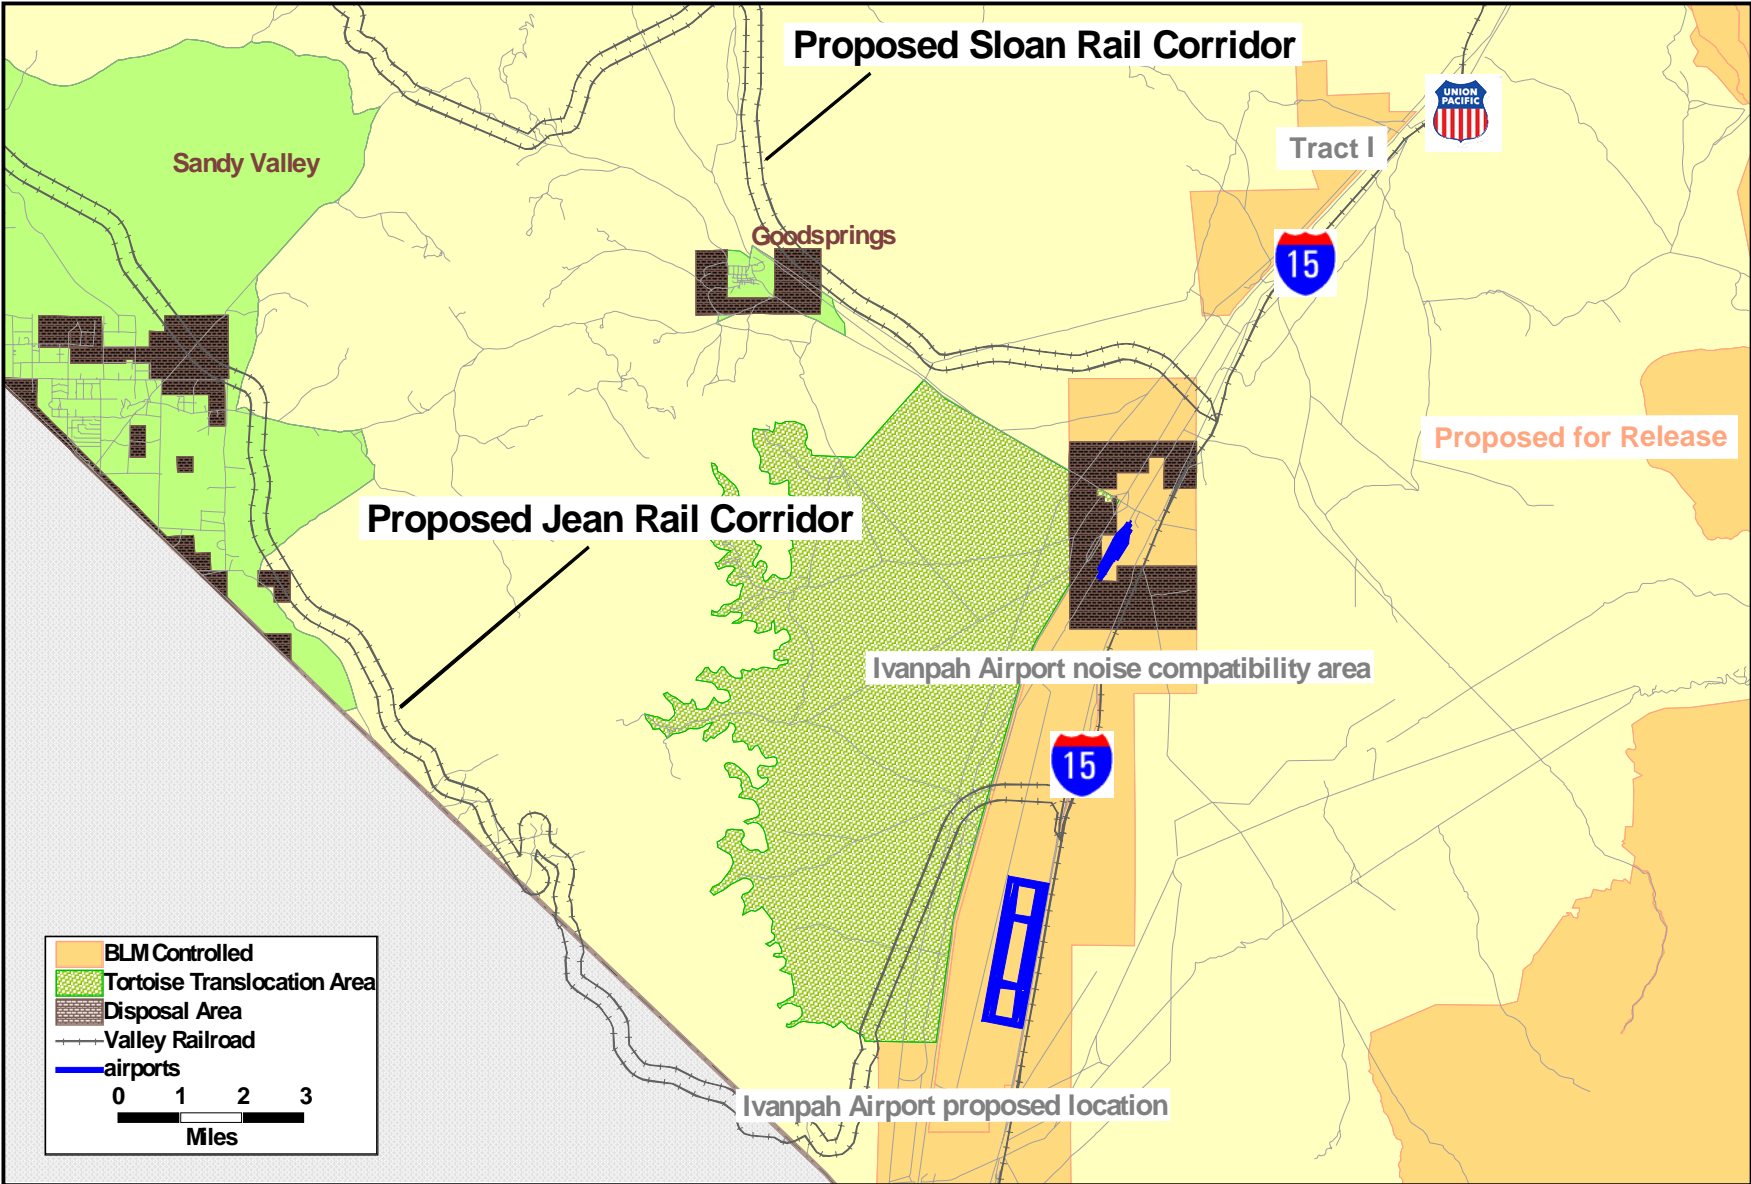 Proposed Sloan Rail Corridor
UNION
PACIFIC
Tract I
Sandy Valley
Goodsprings
15
Proposed for Release
Proposed Jean Rail Corridor
Ivanpah Airport noise compatibility area
15
BLM Controlled
Tortoise Translocation Area
Disposal Area
Valley Railroad
airports
0 1 2 3
Miles
Ivanpah Airport proposed location